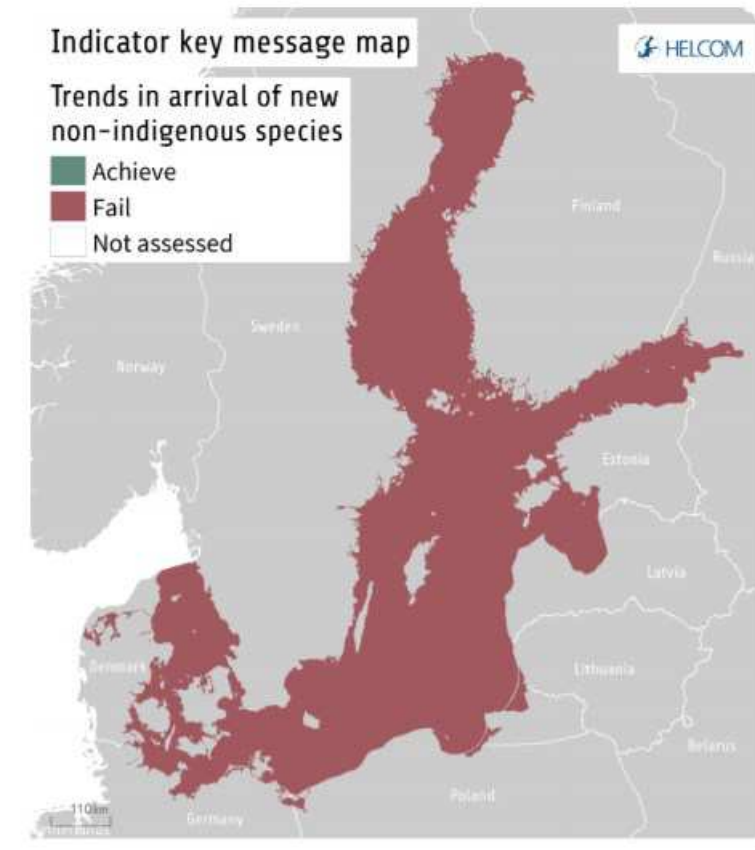 Indicator key message map
HELCOM
Trends in arrival of new
non-indigenous species
Achieve
Fail
Not assessed
Finland
Russia
Sweden
Norway
Estonia
Latvia
Denmark
Lithuania
Belarus
Poland
110km
Germany